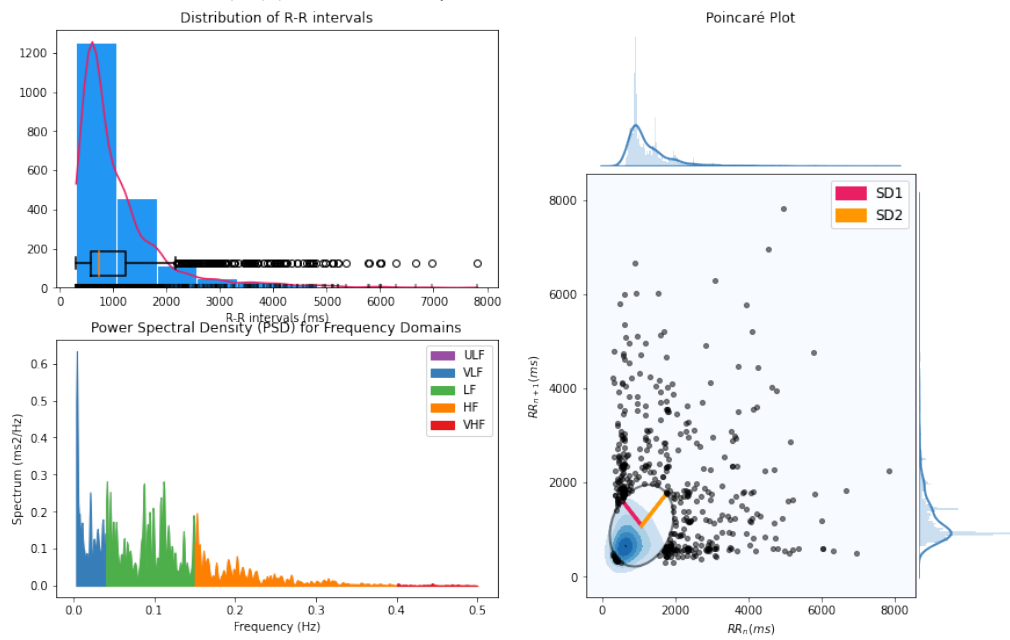 Distribution of R-R intervals
1200
1000
800
600
400
200
0
0 1000 2000 3000 4000 5000 6000 7000 8000
R-R intervals (ms)
Power Spectral Density (PSD) for Frequency Domains
Spectrum (ms2/Hz)
0.6
0.5
0.4
0.3
0.2
0.1
0.0
ULF
VLF
LF
HF
VHF
0.0 0.1 0.2 0.3 0.4 0.5
Frequency (Hz)
Poincaré Plot
SD1
SD2
RRₙ₊₁(ms)
8000
6000
4000
2000
0
0 2000 4000 6000 8000
RRₙ(ms)